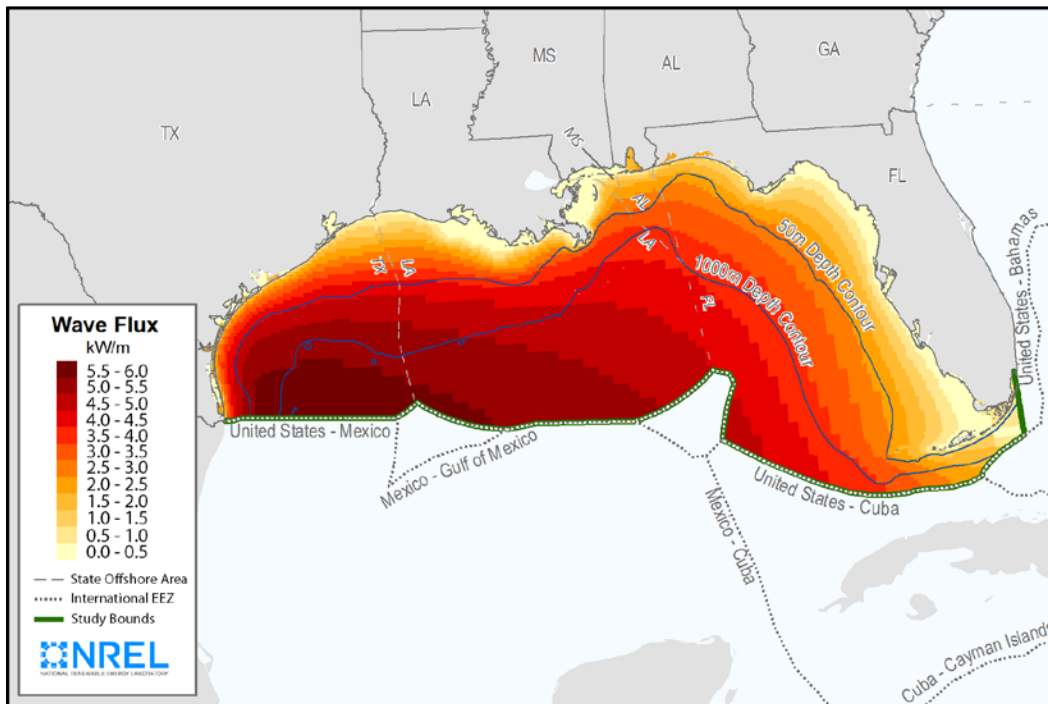 MS
AL
GA
LA
TX
MS
FL
AL
LA
LA
TX
FL
50m Depth Contour
1000m Depth Contour
United States - Bahamas
United States - Mexico
Mexico - Gulf of Mexico
United States - Cuba
Mexico - Cuba
Cuba - Cayman Islands
Wave Flux
kW/m
5.5 - 6.0
5.0 - 5.5
4.5 - 5.0
4.0 - 4.5
3.5 - 4.0
3.0 - 3.5
2.5 - 3.0
2.0 - 2.5
1.5 - 2.0
1.0 - 1.5
0.5 - 1.0
0.0 - 0.5
State Offshore Area
International EEZ
Study Bounds
NREL
NATIONAL RENEWABLE ENERGY LABORATORY